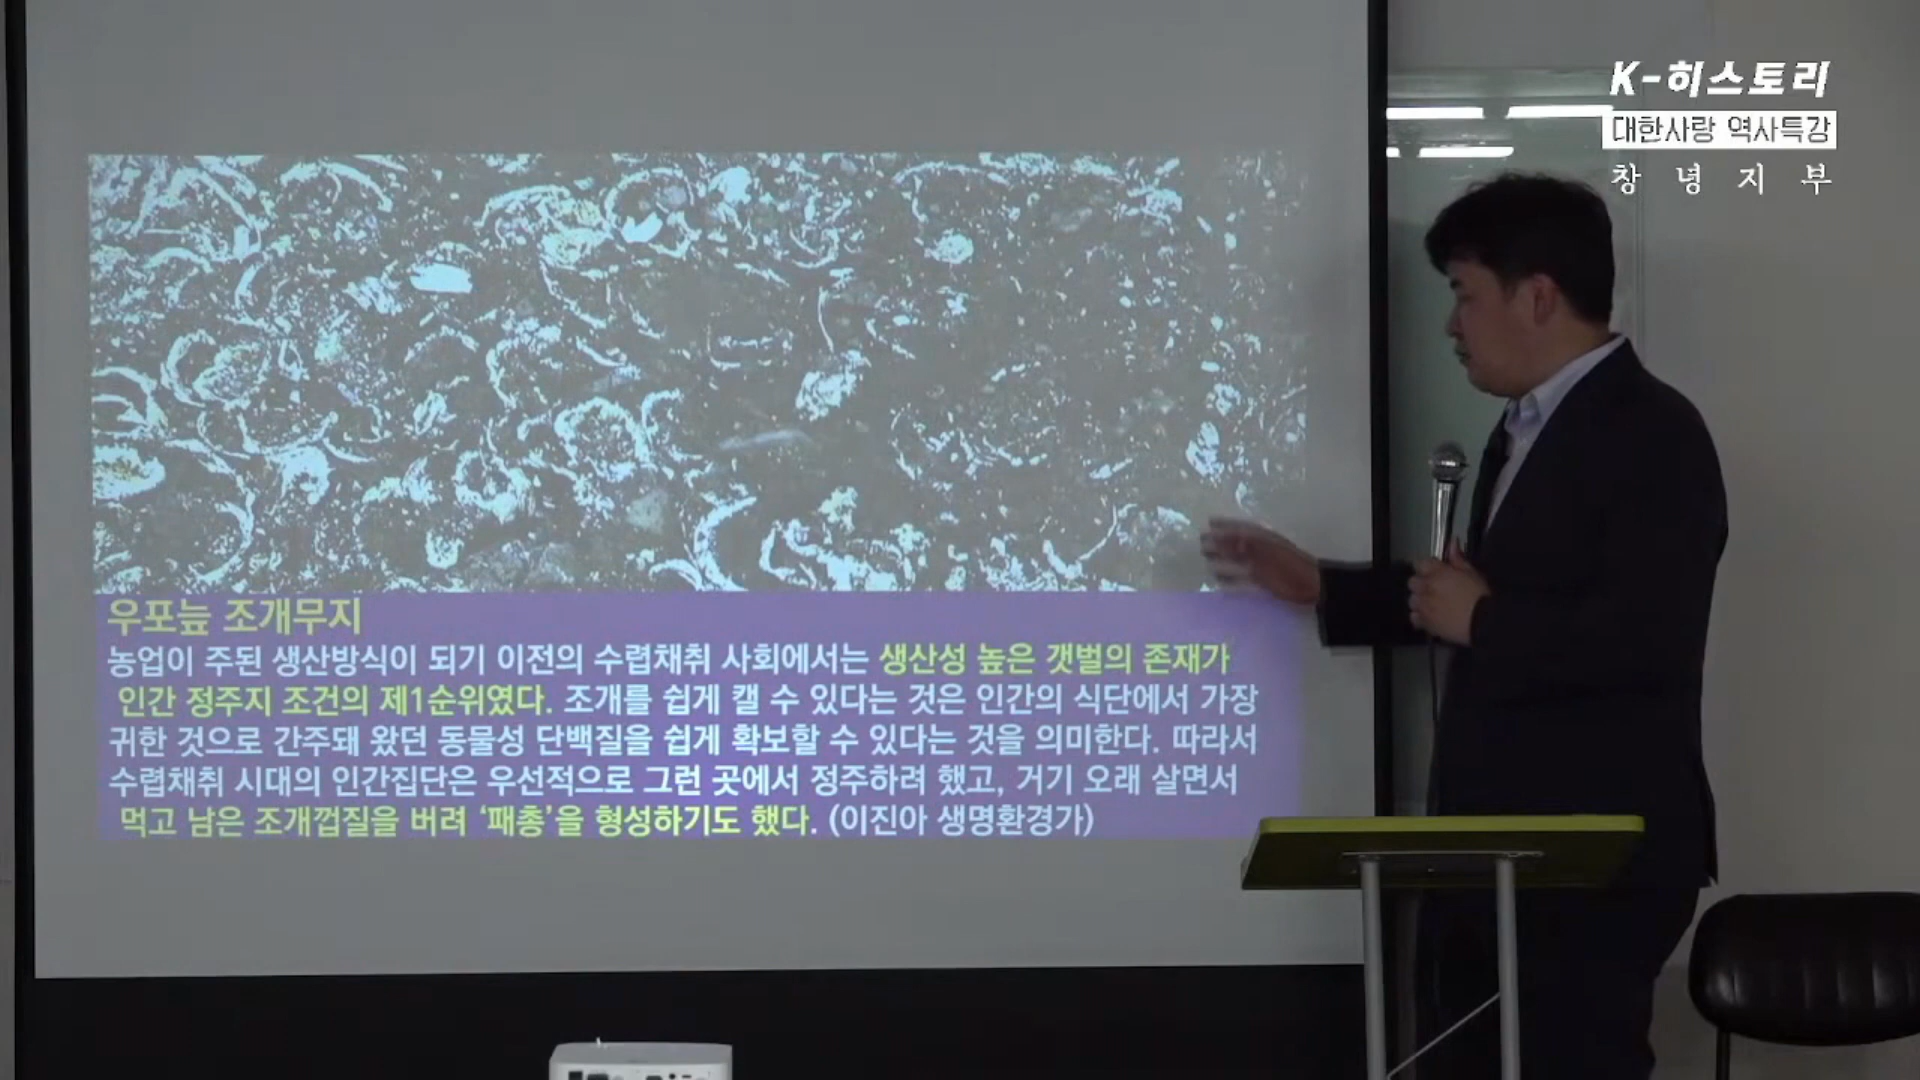 K-히스토리
대한사랑 역사특강
창녕지부
우포늪 조개무지
농업이 주된 생산방식이 되기 이전의 수렵채취 사회에서는 생산성 높은 갯벌의 존재가
인간 정주지 조건의 제1순위였다. 조개를 쉽게 캘 수 있다는 것은 인간의 식단에서 가장
귀한 것으로 간주돼 왔던 동물성 단백질을 쉽게 확보할 수 있다는 것을 의미한다. 따라서
수렵채취 시대의 인간집단은 우선적으로 그런 곳에서 정주하려 했고, 거기 오래 살면서
먹고 남은 조개껍질을 버려 ‘패총’을 형성하기도 했다. (이진아 생명환경가)